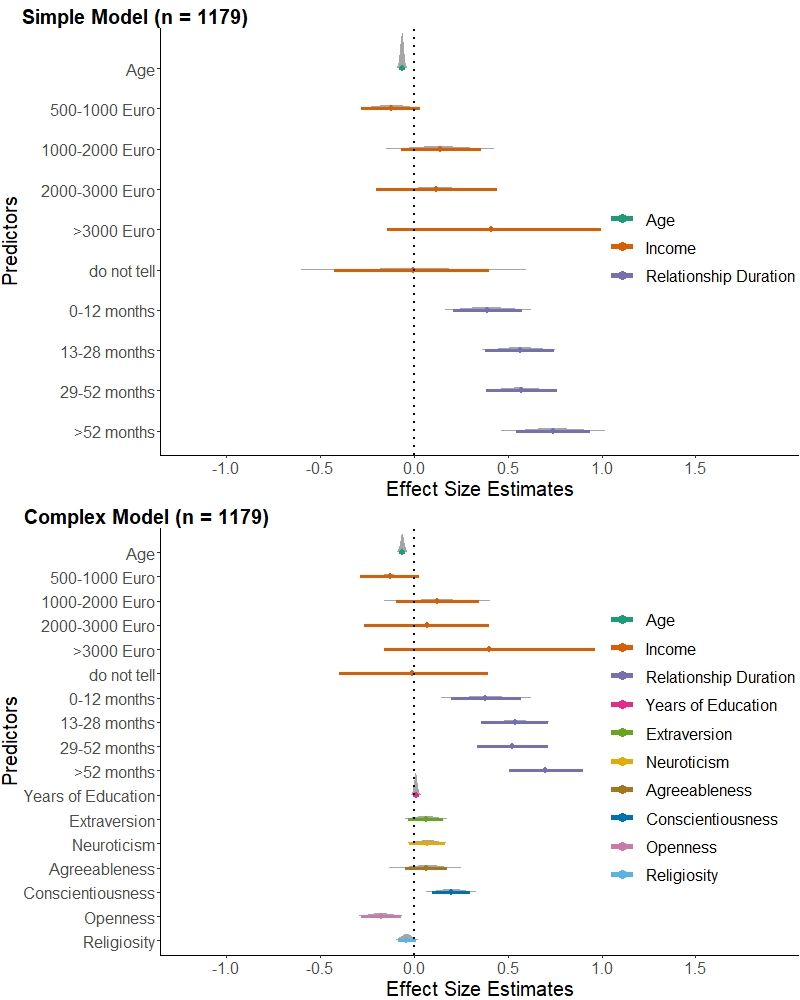 Simple Model (n = 1179)
Predictors
Age
500-1000 Euro
1000-2000 Euro
2000-3000 Euro
>3000 Euro
do not tell
0-12 months
13-28 months
29-52 months
>52 months
Age
Income
Relationship Duration
-1.0 -0.5 0.0 0.5 1.0 1.5
Effect Size Estimates
Complex Model (n = 1179)
Predictors
Age
500-1000 Euro
1000-2000 Euro
2000-3000 Euro
>3000 Euro
do not tell
0-12 months
13-28 months
29-52 months
>52 months
Years of Education
Extraversion
Neuroticism
Agreeableness
Conscientiousness
Openness
Religiosity
Age
Income
Relationship Duration
Years of Education
Extraversion
Neuroticism
Agreeableness
Conscientiousness
Openness
Religiosity
-1.0 -0.5 0.0 0.5 1.0 1.5
Effect Size Estimates